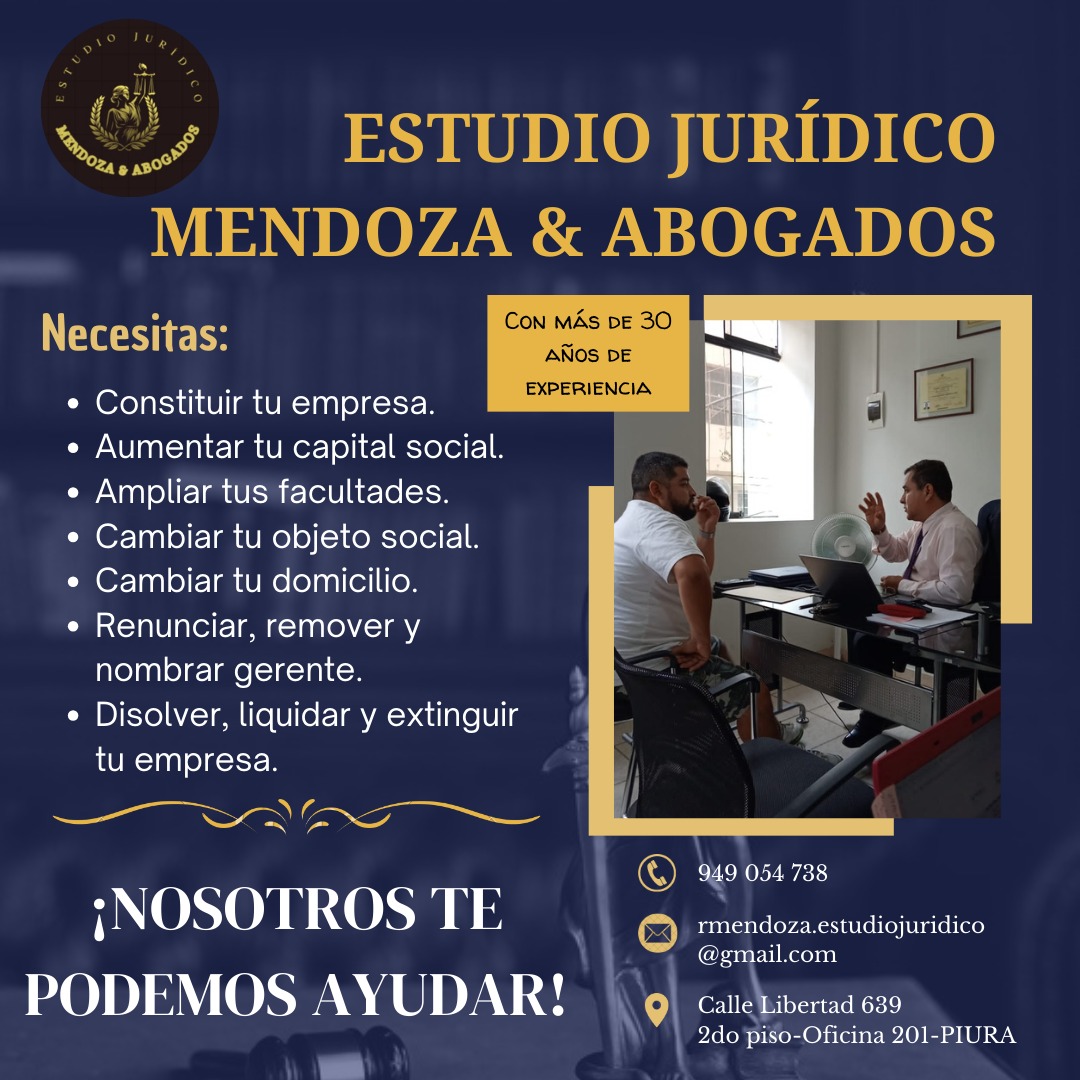 ESTUDIO JURÍDICO
MENDOZA & ABOGADOS
ESTUDIO JURÍDICO
MENDOZA & ABOGADOS
Necesitas:
• Constituir tu empresa.
• Aumentar tu capital social.
• Ampliar tus facultades.
• Cambiar tu objeto social.
• Cambiar tu domicilio.
• Renunciar, remover y
nombrar gerente.
• Disolver, liquidar y extinguir
tu empresa.
CON MÁS DE 30
AÑOS DE
EXPERIENCIA
¡NOSOTROS TE
PODEMOS AYUDAR!
949 054 738
rmendoza.estudiojuridico
@gmail.com
Calle Libertad 639
2do piso-Oficina 201-PIURA